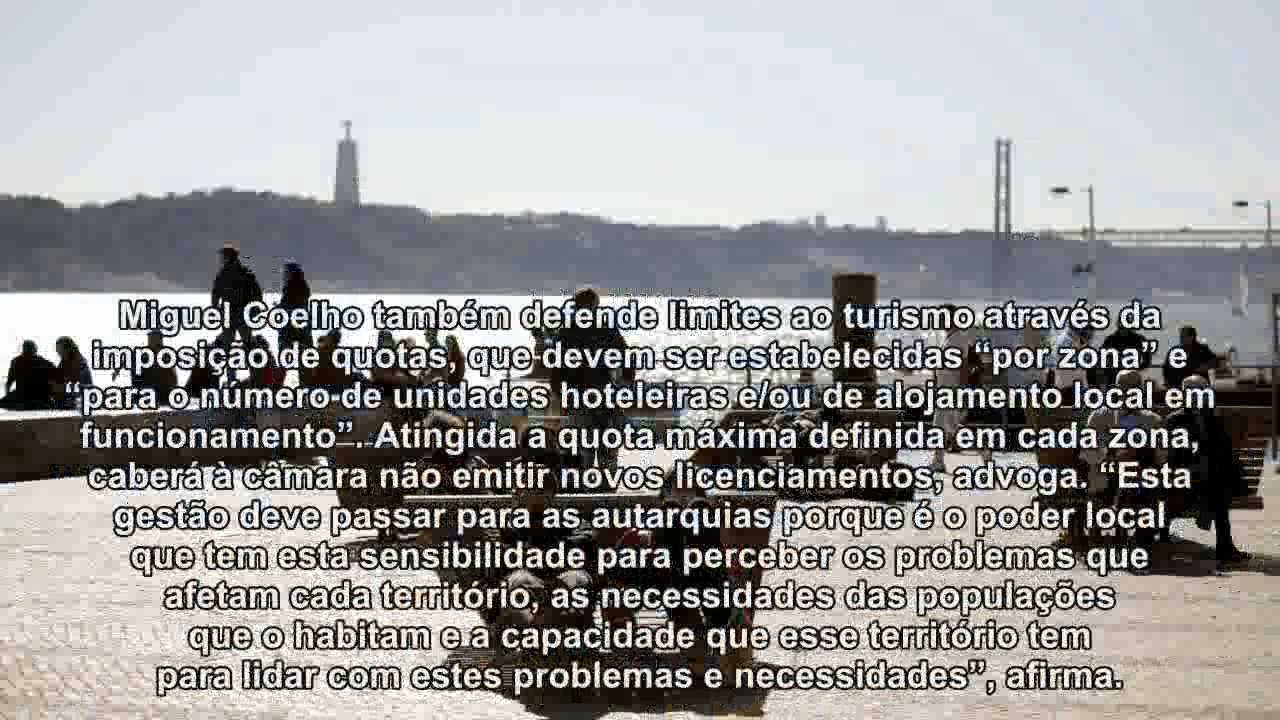 Miguel Coelho também defende limites ao turismo através da
imposição de quotas, que devem ser estabelecidas “por zona” e
“para o número de unidades hoteleiras e/ou de alojamento local em
funcionamento”. Atingida a quota máxima definida em cada zona,
caberá à câmara não emitir novos licenciamentos, advoga. “Esta
gestão deve passar para as autarquias porque é o poder local
que tem esta sensibilidade para perceber os problemas que
afetam cada território, as necessidades das populações
que o habitam e a capacidade que esse território tem
para lidar com estes problemas e necessidades”, afirma.